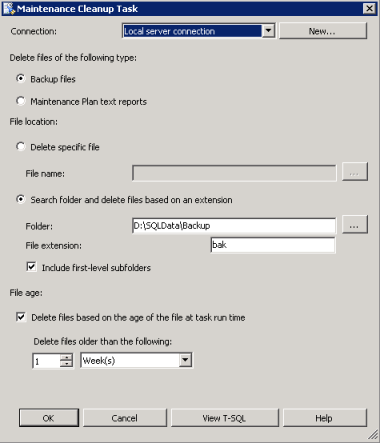 Maintenance Cleanup Task
Connection: Local server connection New...
Delete files of the following type:
Backup files
Maintenance Plan text reports
File location:
Delete specific file
File name: ...
Search folder and delete files based on an extension
Folder: D:\SQLData\Backup ...
File extension: bak
Include first-level subfolders
File age:
Delete files based on the age of the file at task run time
Delete files older than the following:
1 Week(s)
OK Cancel View T-SQL Help